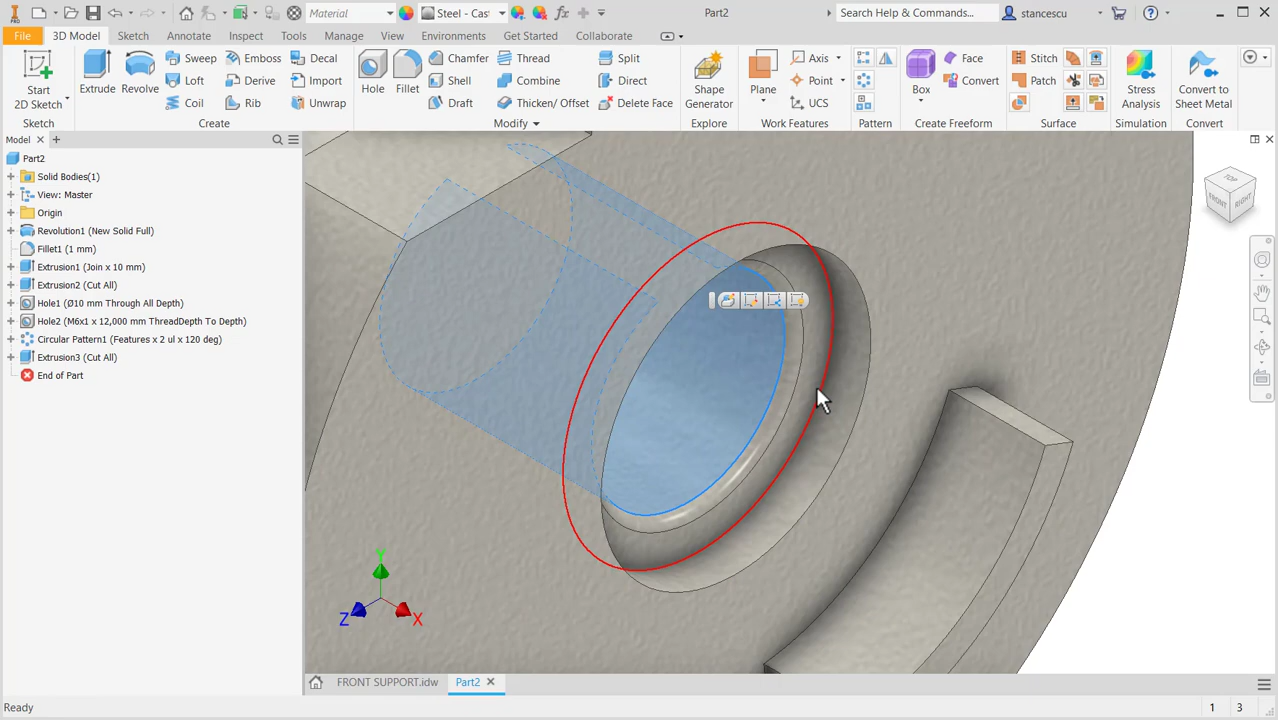 PRO
Material
Steel - Cas
fx
Part2
Search Help & Commands...
stancescu
File
3D Model
Sketch
Annotate
Inspect
Tools
Manage
View
Environments
Get Started
Collaborate
Start
2D Sketch
Extrude
Revolve
Sweep
Loft
Coil
Emboss
Derive
Rib
Decal
Import
Unwrap
Hole
Fillet
Chamfer
Shell
Draft
Thread
Combine
Thicken/ Offset
Split
Direct
Delete Face
Shape
Generator
Plane
Axis
Point
UCS
Box
Face
Convert
Stitch
Patch
Stress
Analysis
Convert to
Sheet Metal
Sketch
Create
Modify
Explore
Work Features
Pattern
Create Freeform
Surface
Simulation
Convert
Model
Part2
Solid Bodies(1)
View: Master
Origin
Revolution1 (New Solid Full)
Fillet1 (1 mm)
Extrusion1 (Join x 10 mm)
Extrusion2 (Cut All)
Hole1 (Ø10 mm Through All Depth)
Hole2 (M6x1 x 12,000 mm ThreadDepth To Depth)
Circular Pattern1 (Features x 2 ul x 120 deg)
Extrusion3 (Cut All)
End of Part
TOP
FRONT
RIGHT
Y
Z
X
FRONT SUPPORT.idw
Part2
Ready
1
3